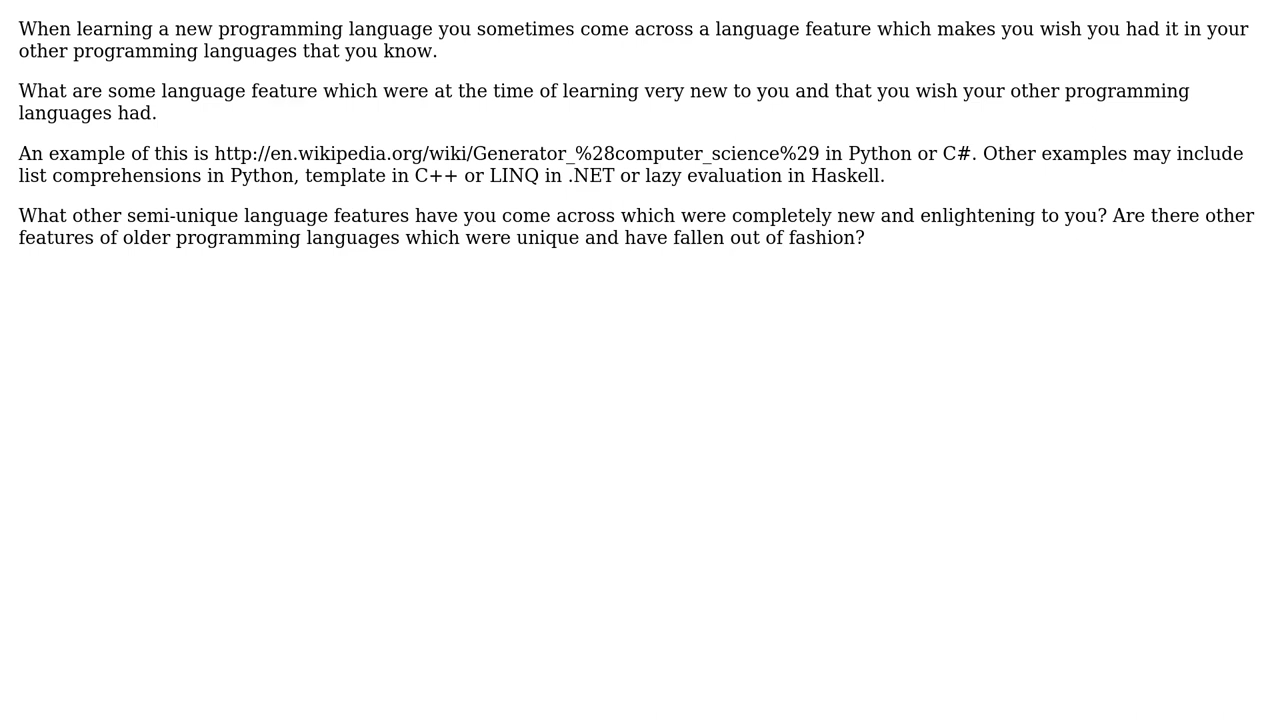 When learning a new programming language you sometimes come across a language feature which makes you wish you had it in your
other programming languages that you know.
What are some language feature which were at the time of learning very new to you and that you wish your other programming
languages had.
An example of this is http://en.wikipedia.org/wiki/Generator_%28computer_science%29 in Python or C#. Other examples may include
list comprehensions in Python, template in C++ or LINQ in .NET or lazy evaluation in Haskell.
What other semi-unique language features have you come across which were completely new and enlightening to you? Are there other
features of older programming languages which were unique and have fallen out of fashion?